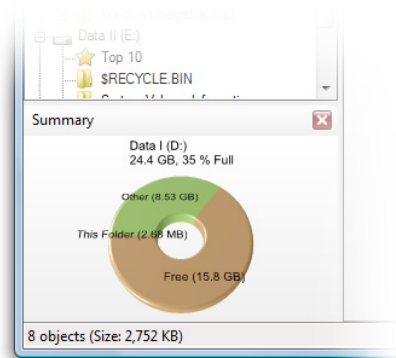 Data II (E:)
Top 10
$RECYCLE.BIN
Summary
Data I (D:)
24.4 GB, 35 % Full
Other (8.53 GB)
This Folder (2.68 MB)
Free (15.8 GB)
8 objects (Size: 2,752 KB)